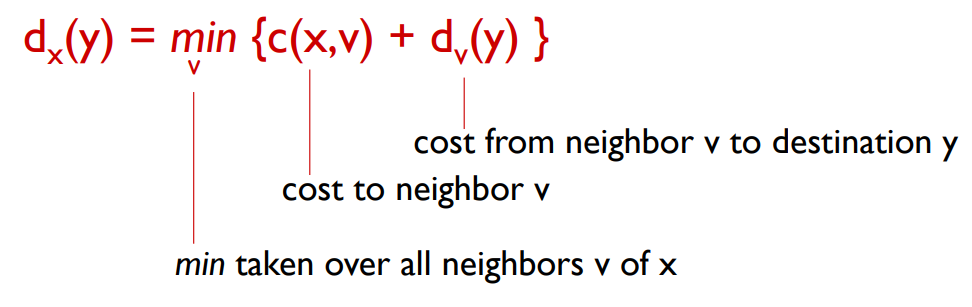 dₓ(y) = min {c(x,v) + dᵥ(y) }
v
cost from neighbor v to destination y
cost to neighbor v
min taken over all neighbors v of x